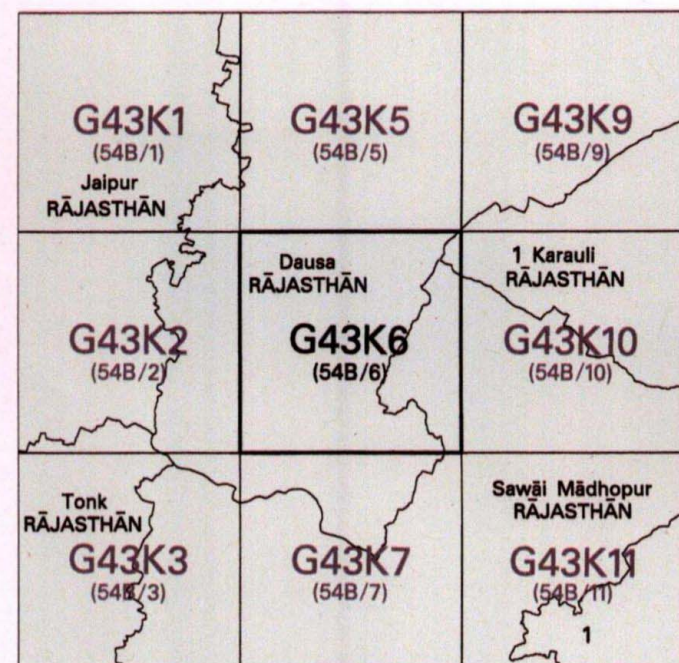 G43K1
(54B/1)
Jaipur
RĀJASTHĀN
G43K5
(54B/5)
G43K9
(54B/9)
G43K2
(54B/2)
Dausa
RĀJASTHĀN
G43K6
(54B/6)
1 Karauli
RĀJASTHĀN
G43K10
(54B/10)
Tonk
RĀJASTHĀN
G43K3
(54B/3)
G43K7
(54B/7)
Sawāi Mādhopur
RĀJASTHĀN
G43K11
(54B/11)
1